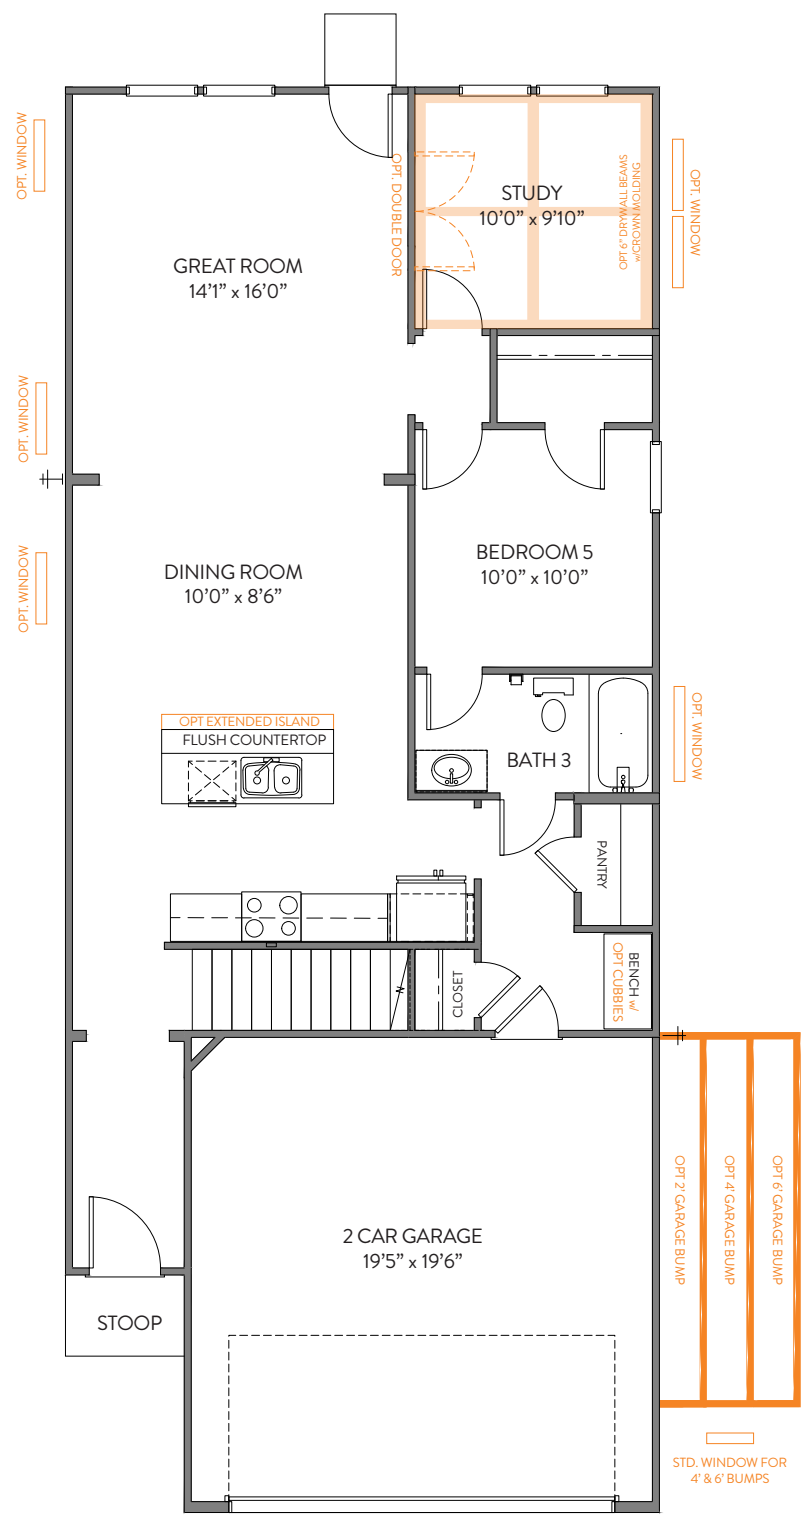 OPT. WINDOW
OPT. DOUBLE DOOR
STUDY
10’0” x 9’10”
OPT 6” DRYWALL BEAMS
w/CROWN MOLDING
OPT. WINDOW
GREAT ROOM
14’1” x 16’0”
OPT. WINDOW
OPT. WINDOW
DINING ROOM
10’0” x 8’6”
BEDROOM 5
10’0” x 10’0”
OPT EXTENDED ISLAND
FLUSH COUNTERTOP
BATH 3
OPT. WINDOW
PANTRY
CLOSET
BENCH w/
OPT CUBBIES
2 CAR GARAGE
19’5” x 19’6”
OPT 2’ GARAGE BUMP
OPT 4’ GARAGE BUMP
OPT 6’ GARAGE BUMP
STOOP
STD. WINDOW FOR
4’ & 6’ BUMPS